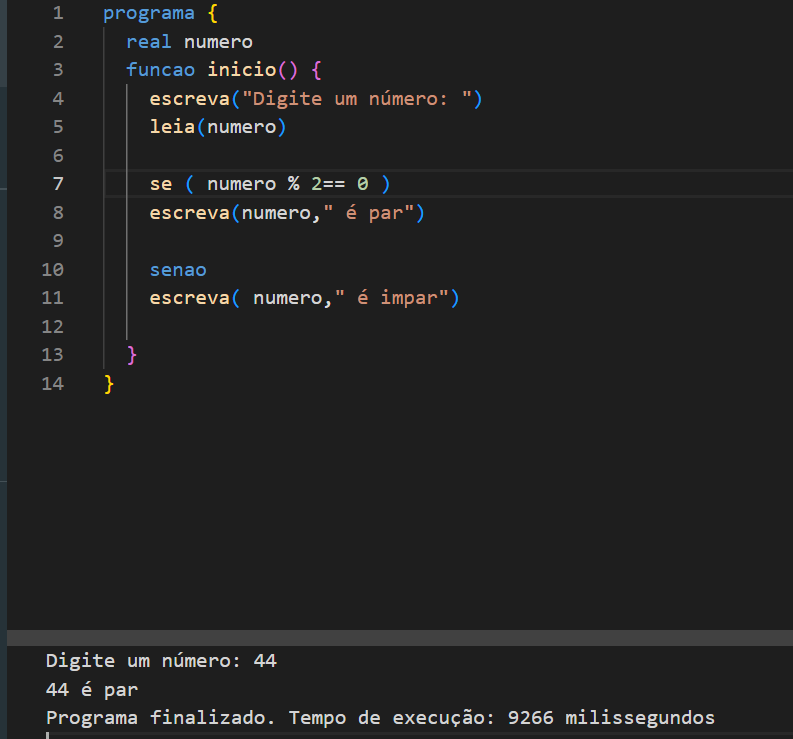 1 programa {
2 real numero
3 funcao inicio() {
4 escreva("Digite um número: ")
5 leia(numero)
6
7 se ( numero % 2== 0 )
8 escreva(numero," é par")
9
10 senao
11 escreva( numero," é impar")
12
13 }
14 }
Digite um número: 44
44 é par
Programa finalizado. Tempo de execução: 9266 milissegundos